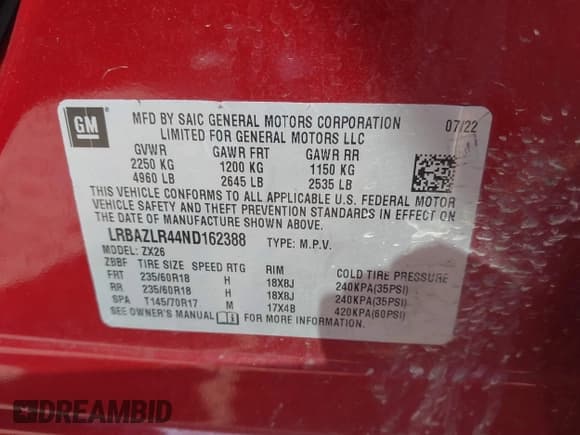 GM
MFD BY SAIC GENERAL MOTORS CORPORATION 07/22
LIMITED FOR GENERAL MOTORS LLC
GVWR GAWR FRT GAWR RR
2250 KG 1200 KG 1150 KG
4960 LB 2645 LB 2535 LB
THIS VEHICLE CONFORMS TO ALL APPLICABLE U.S. FEDERAL MOTOR
VEHICLE SAFETY AND THEFT PREVENTION STANDARDS IN EFFECT ON
THE DATE OF MANUFACTURE SHOWN ABOVE.
LRBAZLR44ND162388 TYPE: M.P.V.
MODEL: ZX26
ZBBF TIRE SIZE SPEED RTG RIM COLD TIRE PRESSURE
FRT 235/60R18 H 18X8J 240KPA(35PSI)
RR 235/60R18 H 18X8J 240KPA(35PSI)
SPA T145/70R17 M 17X4B 420KPA(60PSI)
SEE OWNER'S MANUAL FOR MORE INFORMATION
DREAMBID